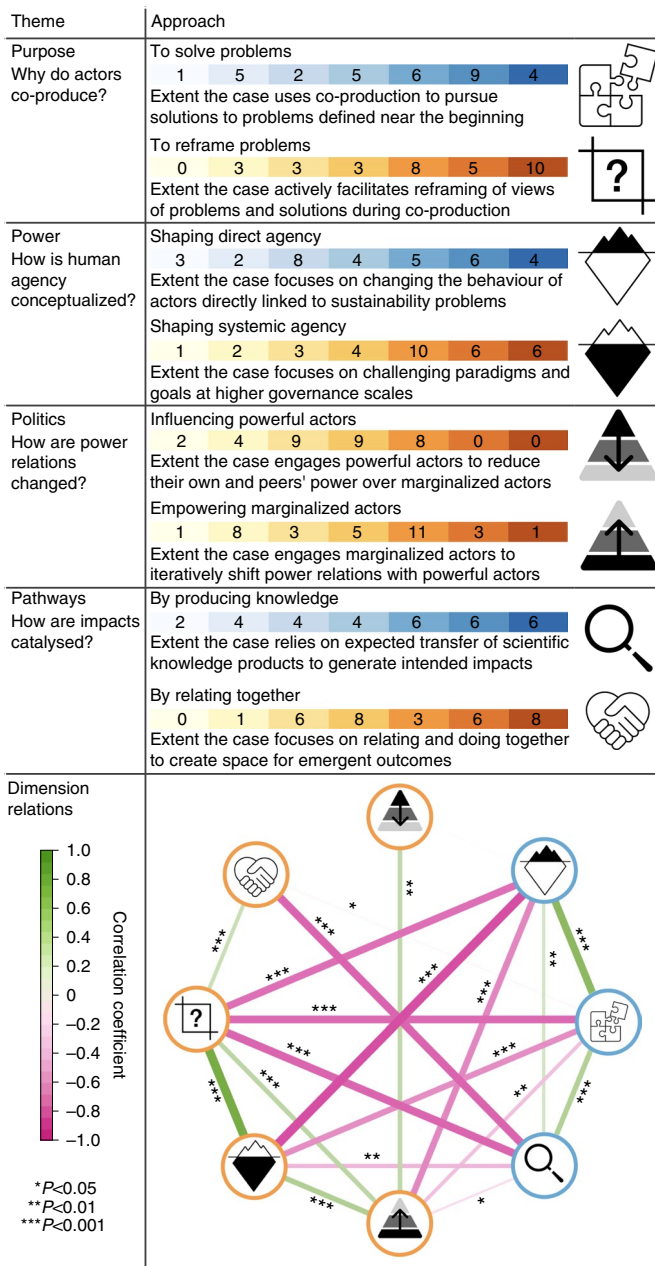 Theme Approach
Purpose
Why do actors
co-produce?
To solve problems
1 5 2 5 6 9 4
Extent the case uses co-production to pursue
solutions to problems defined near the beginning
To reframe problems
0 3 3 3 8 5 10
Extent the case actively facilitates reframing of views
of problems and solutions during co-production
?
Power
How is human
agency
conceptualized?
Shaping direct agency
3 2 8 4 5 6 4
Extent the case focuses on changing the behaviour of
actors directly linked to sustainability problems
Shaping systemic agency
1 2 3 4 10 6 6
Extent the case focuses on challenging paradigms and
goals at higher governance scales
Politics
How are power
relations
changed?
Influencing powerful actors
2 4 9 9 8 0 0
Extent the case engages powerful actors to reduce
their own and peers' power over marginalized actors
Empowering marginalized actors
1 8 3 5 11 3 1
Extent the case engages marginalized actors to
iteratively shift power relations with powerful actors
Pathways
How are impacts
catalysed?
By producing knowledge
2 4 4 4 6 6 6
Extent the case relies on expected transfer of scientific
knowledge products to generate intended impacts
By relating together
0 1 6 8 3 6 8
Extent the case focuses on relating and doing together
to create space for emergent outcomes
Dimension
relations
1.0
0.8
0.6
0.4
0.2
0
−0.2
−0.4
−0.6
−0.8
−1.0
Correlation coefficient
*P<0.05
**P<0.01
***P<0.001
**
*
***
***
***
***
***
**
***
***
***
***
***
***
**
***
**
***
*
?